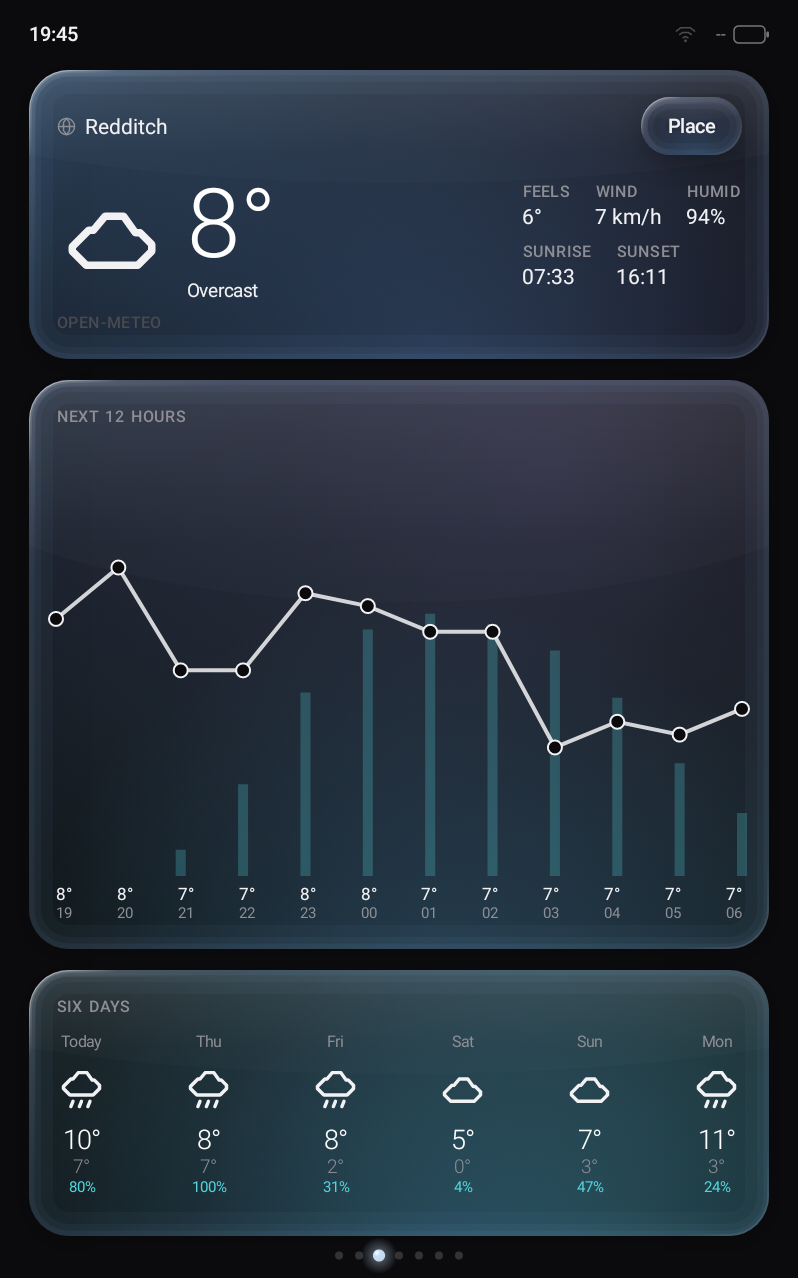 19:45 --
Redditch Place
8°
Overcast
FEELS WIND HUMID
6° 7 km/h 94%
SUNRISE SUNSET
07:33 16:11
OPEN-METEO
NEXT 12 HOURS
8° 8° 7° 7° 8° 8° 7° 7° 7° 7° 7° 7°
19 20 21 22 23 00 01 02 03 04 05 06
SIX DAYS
Today Thu Fri Sat Sun Mon
10° 8° 8° 5° 7° 11°
7° 7° 2° 0° 3° 3°
80% 100% 31% 4% 47% 24%